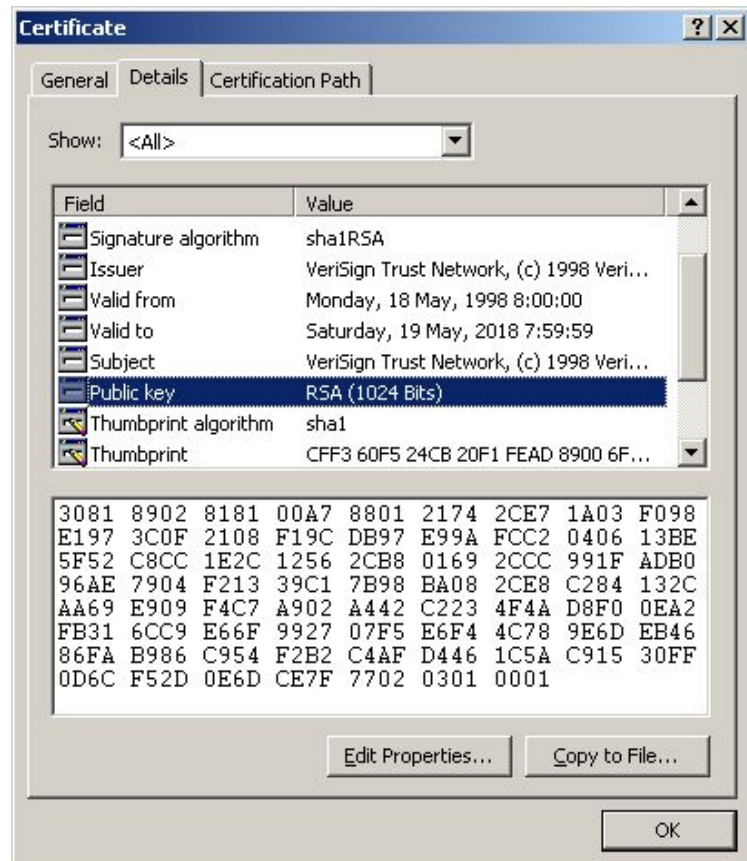 Certificate
General Details Certification Path
Show: <All>
Field Value
Signature algorithm sha1RSA
Issuer VeriSign Trust Network, (c) 1998 Veri...
Valid from Monday, 18 May, 1998 8:00:00
Valid to Saturday, 19 May, 2018 7:59:59
Subject VeriSign Trust Network, (c) 1998 Veri...
Public key RSA (1024 Bits)
Thumbprint algorithm sha1
Thumbprint CFF3 60F5 24CB 20F1 FEAD 8900 6F...
3081 8902 8181 00A7 8801 2174 2CE7 1A03 F098
E197 3C0F 2108 F19C DB97 E99A FCC2 0406 13BE
5F52 C8CC 1E2C 1256 2CB8 0169 2CCC 991F ADB0
96AE 7904 F213 39C1 7B98 BA08 2CE8 C284 132C
AA69 E909 F4C7 A902 A442 C223 4F4A D8F0 0EA2
FB31 6CC9 E66F 9927 07F5 E6F4 4C78 9E6D EB46
86FA B986 C954 F2B2 C4AF D446 1C5A C915 30FF
0D6C F52D 0E6D CE7F 7702 0301 0001
Edit Properties... Copy to File...
OK